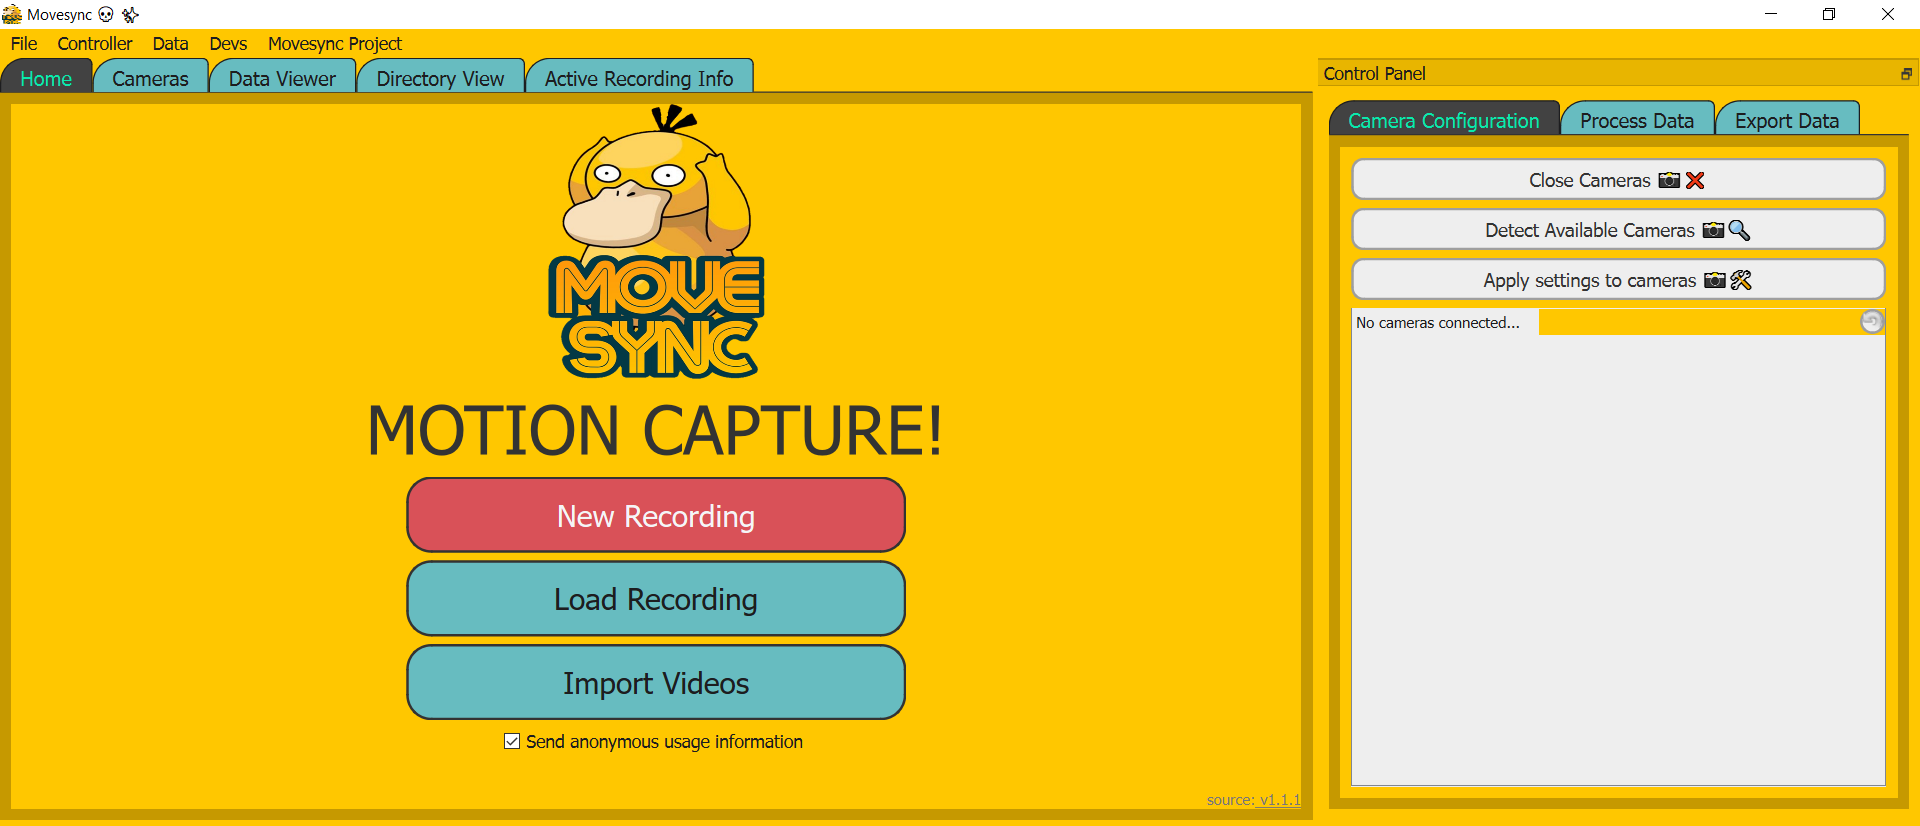 Movesync
File Controller Data Devs Movesync Project
Home Cameras Data Viewer Directory View Active Recording Info
MOVE
SYNC
MOTION CAPTURE!
New Recording
Load Recording
Import Videos
Send anonymous usage information
source: v1.1.1
Control Panel
Camera Configuration Process Data Export Data
Close Cameras
Detect Available Cameras
Apply settings to cameras
No cameras connected...